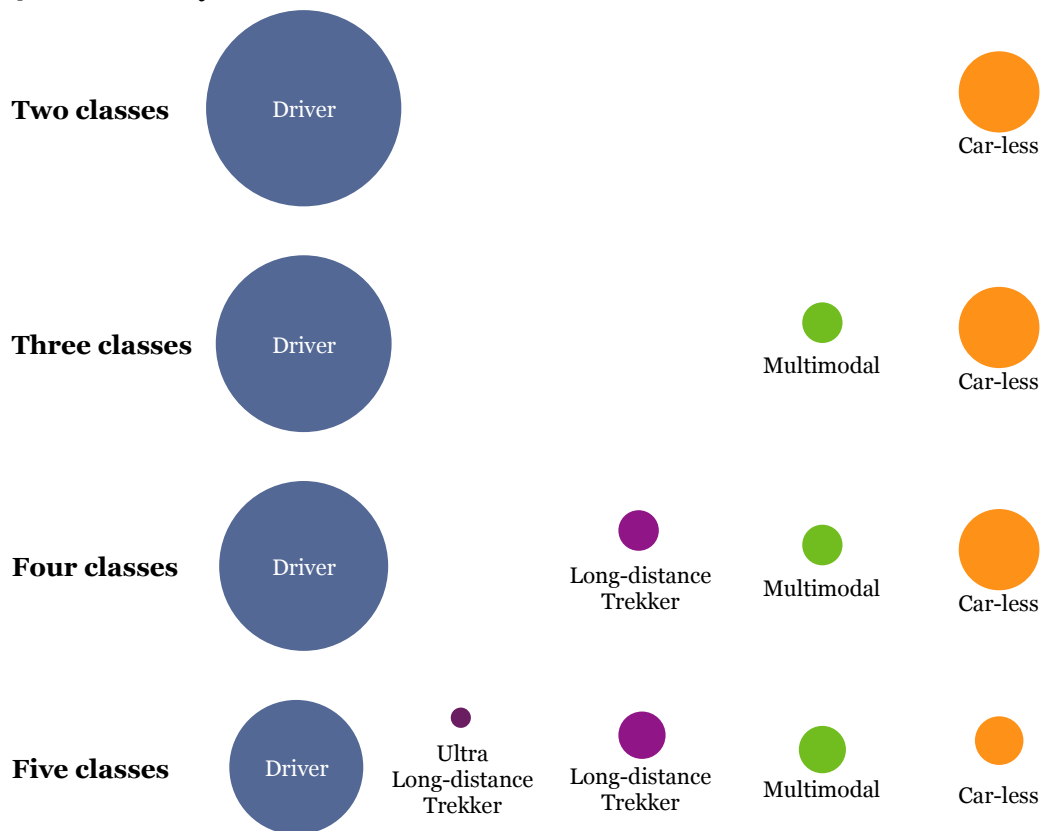 Two classes
Driver
Car-less
Three classes
Driver
Multimodal
Car-less
Four classes
Driver
Long-distance
Trekker
Multimodal
Car-less
Five classes
Driver
Ultra
Long-distance
Trekker
Long-distance
Trekker
Multimodal
Car-less